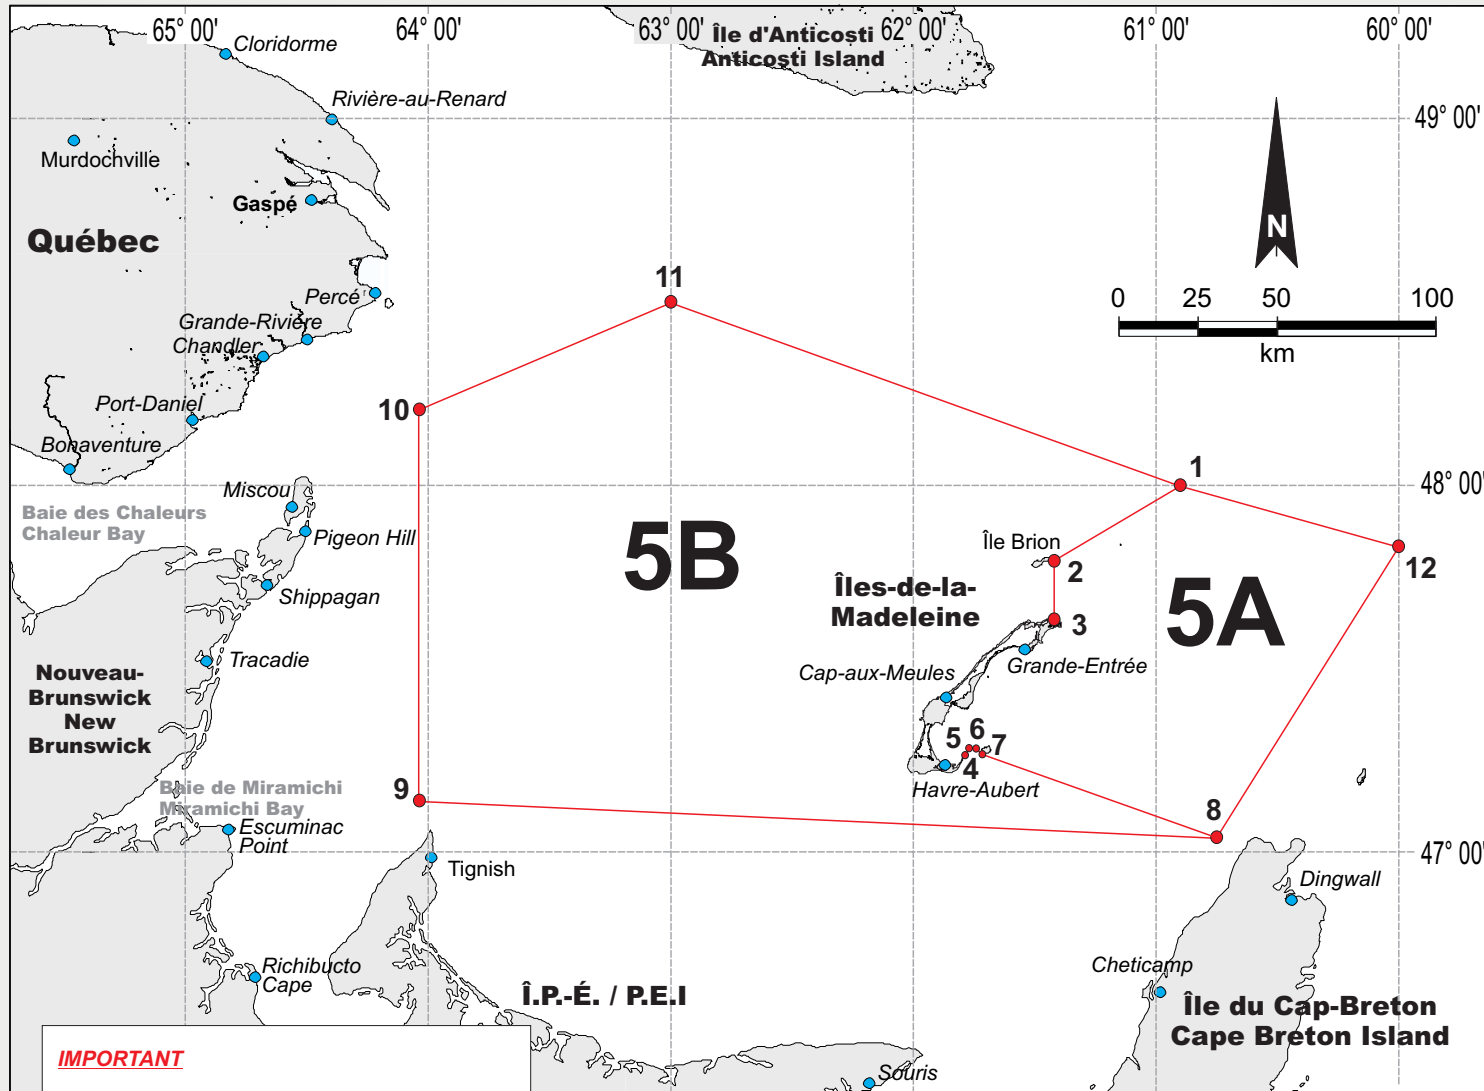 65° 00'
64° 00'
63° 00'
62° 00'
61° 00'
60° 00'
Cloridorme
Île d'Anticosti
Anticosti Island
Rivière-au-Renard
49° 00'
Murdochville
Gaspé
N
Québec
11
Percé
0 25 50 100
km
Grande-Rivière
Chandler
10
Port-Daniel
Bonaventure
1
48° 00'
Miscou
Baie des Chaleurs
Chaleur Bay
Pigeon Hill
5B
Île Brion
2
12
Shippagan
Îles-de-la-
Madeleine
5A
3
Tracadie
Grande-Entrée
Cap-aux-Meules
Nouveau-
Brunswick
New
Brunswick
6
5
7
4
Havre-Aubert
Baie de Miramichi
Miramichi Bay
9
8
Escuminac
Point
47° 00'
Tignish
Dingwall
Richibucto
Cape
Cheticamp
Î.P.-É. / P.E.I
Île du Cap-Breton
Cape Breton Island
IMPORTANT
Souris